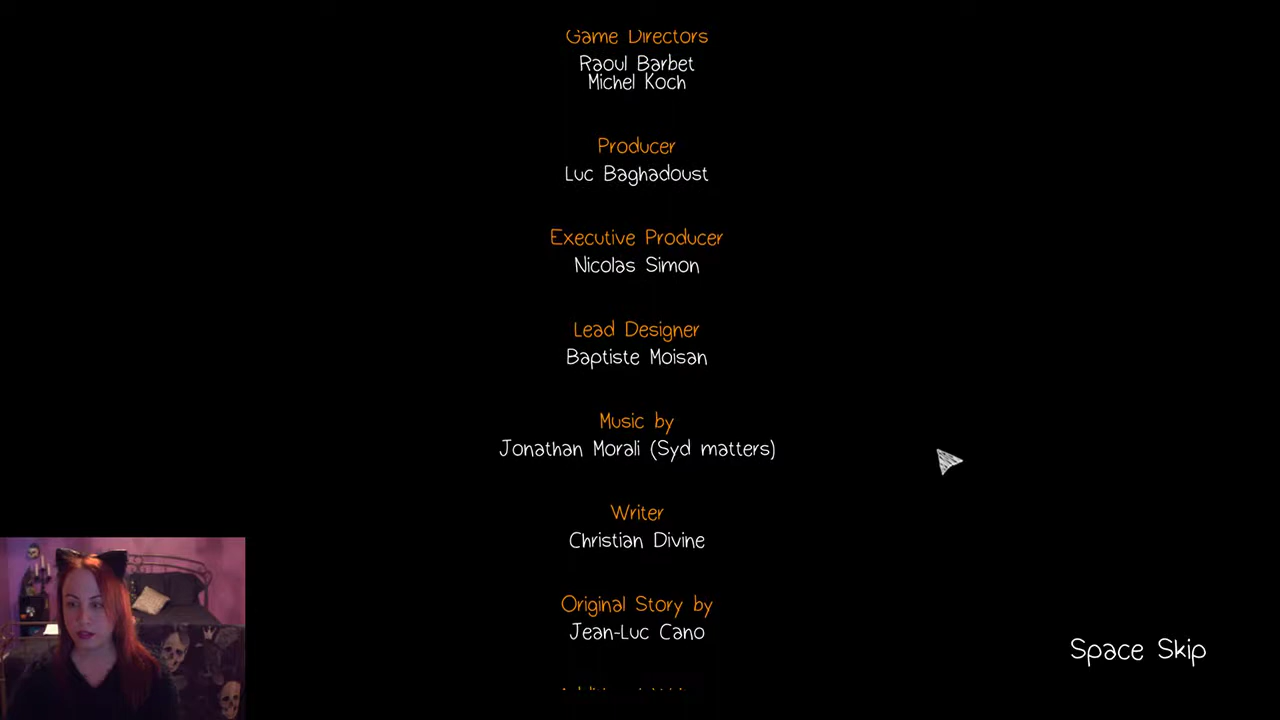 Game Directors
Raoul Barbet
Michel Koch
Producer
Luc Baghadoust
Executive Producer
Nicolas Simon
Lead Designer
Baptiste Moisan
Music by
Jonathan Morali (Syd matters)
Writer
Christian Divine
Original Story by
Jean-Luc Cano
Space Skip